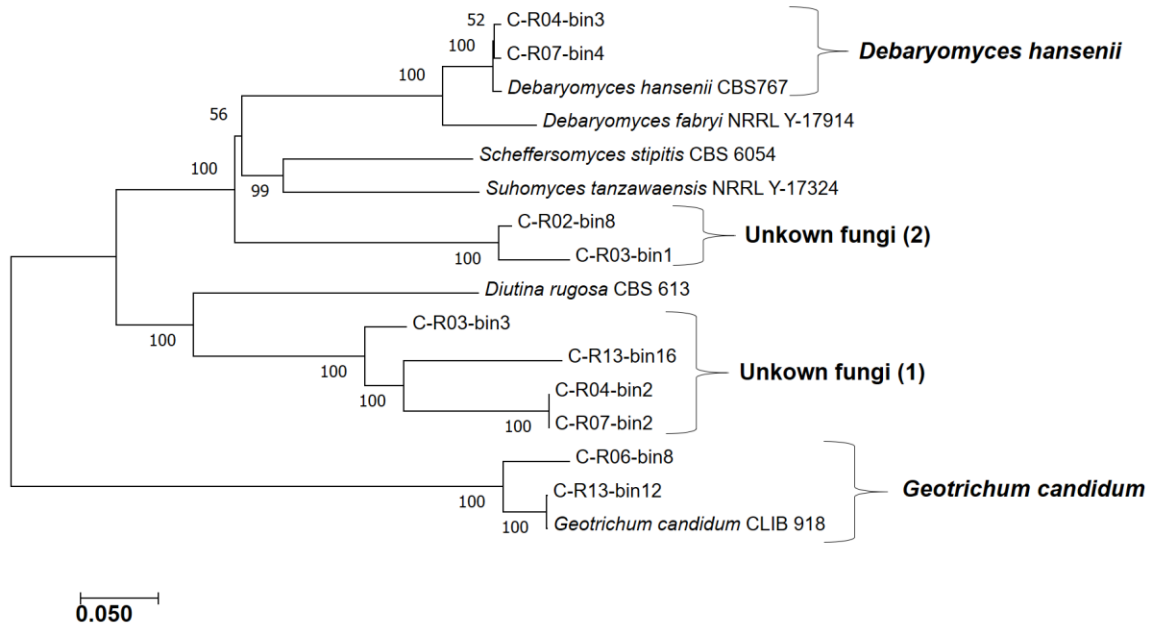 52
C-R04-bin3
100
C-R07-bin4
Debaryomyces hansenii
100
Debaryomyces hansenii CBS767
56
Debaryomyces fabryi NRRL Y-17914
100
Scheffersomyces stipitis CBS 6054
99
Suhomyces tanzawaensis NRRL Y-17324
C-R02-bin8
Unkown fungi (2)
100
C-R03-bin1
Diutina rugosa CBS 613
C-R03-bin3
100
C-R13-bin16
100
Unkown fungi (1)
C-R04-bin2
100
C-R07-bin2
100
C-R06-bin8
C-R13-bin12
Geotrichum candidum
100
Geotrichum candidum CLIB 918
100
0.050